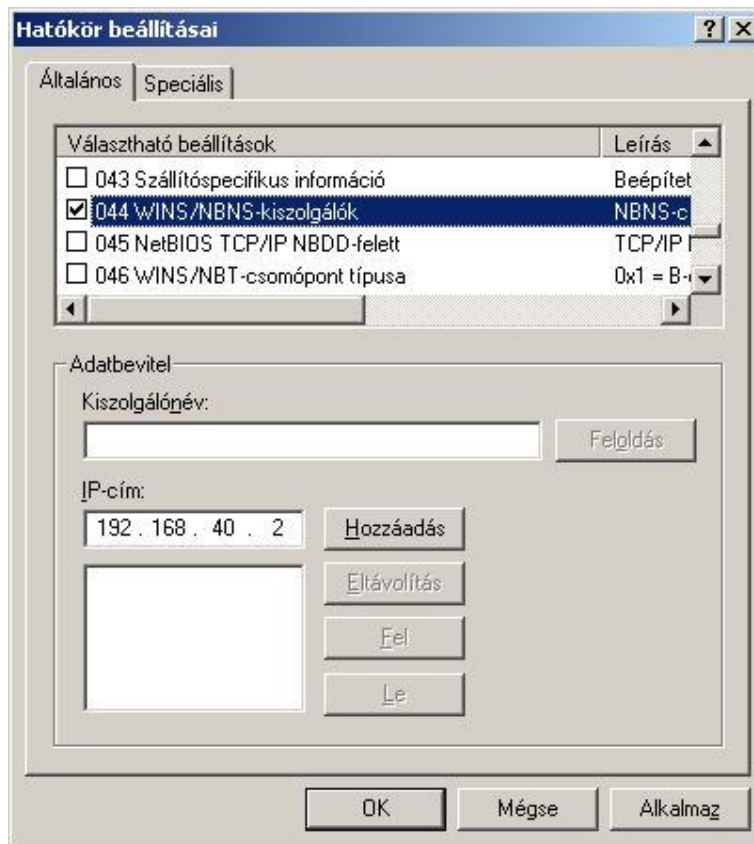 Hatókör beállításai
Általános Speciális
Választható beállítások Leírás
043 Szállítóspecifikus információ Beépítet
044 WINS/NBNS-kiszolgálók NBNS-c
045 NetBIOS TCP/IP NBDD-felett TCP/IP
046 WINS/NBT-csomópont típusa 0x1 = B-
Adatbevitel
Kiszolgálónév:
Feloldás
IP-cím:
192 . 168 . 40 . 2 Hozzáadás
Eltávolítás
Fel
Le
OK Mégse Alkalmaz